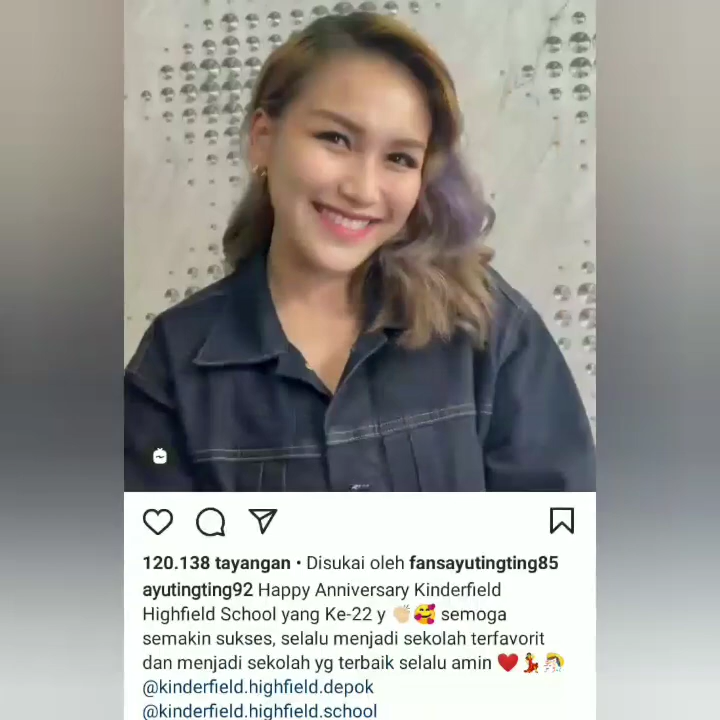 120.138 tayangan • Disukai oleh fansayutingting85
ayutingting92 Happy Anniversary Kinderfield
Highfield School yang Ke-22 y 👏🏻🥰 semoga
semakin sukses, selalu menjadi sekolah terfavorit
dan menjadi sekolah yg terbaik selalu amin ❤️💃
@kinderfield.highfield.depok
@kinderfield.highfield.school